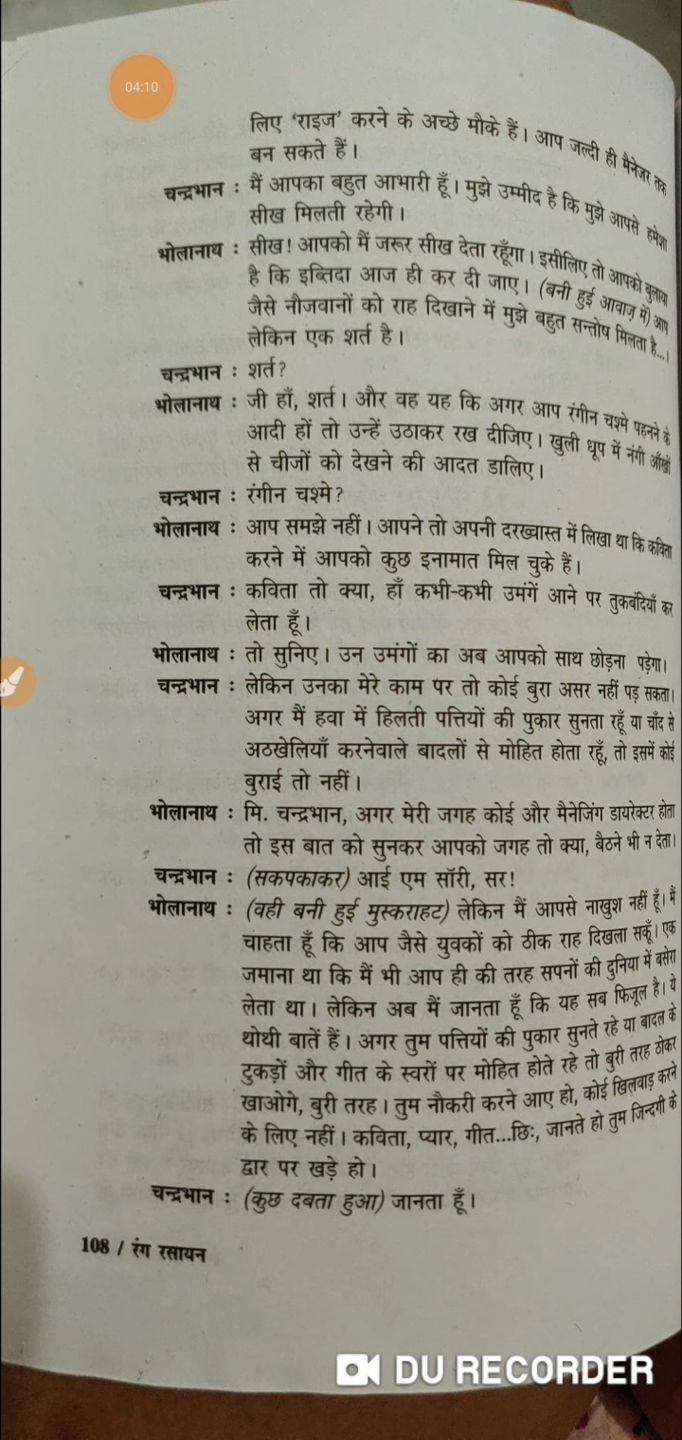 04:10
लिए 'राइज' करने के अच्छे मौके हैं। आप जल्दी ही मैनेजर तक
बन सकते हैं।
चन्द्रभान : मैं आपका बहुत आभारी हूँ। मुझे उम्मीद है कि मुझे आपसे हमेशा
सीख मिलती रहेगी।
भोलानाथ : सीख! आपको मैं जरूर सीख देता रहूँगा। इसीलिए तो आपको बुलाया
है कि इब्तिदा आज ही कर दी जाए। (बनी हुई आवाज़ में) आप
जैसे नौजवानों को राह दिखाने में मुझे बहुत सन्तोष मिलता है...।
लेकिन एक शर्त है।
चन्द्रभान : शर्त?
भोलानाथ : जी हाँ, शर्त। और वह यह कि अगर आप रंगीन चश्मे पहनने के
आदी हों तो उन्हें उठाकर रख दीजिए। खुली धूप में नंगी आँखों
से चीजों को देखने की आदत डालिए।
चन्द्रभान : रंगीन चश्मे?
भोलानाथ : आप समझे नहीं। आपने तो अपनी दरख्वास्त में लिखा था कि कविता
करने में आपको कुछ इनामात मिल चुके हैं।
चन्द्रभान : कविता तो क्या, हाँ कभी-कभी उमंगें आने पर तुकबंदियाँ कर
लेता हूँ।
भोलानाथ : तो सुनिए। उन उमंगों का अब आपको साथ छोड़ना पड़ेगा।
चन्द्रभान : लेकिन उनका मेरे काम पर तो कोई बुरा असर नहीं पड़ सकता।
अगर मैं हवा में हिलती पत्तियों की पुकार सुनता रहूँ या चाँद से
अठखेलियाँ करनेवाले बादलों से मोहित होता रहूँ, तो इसमें कोई
बुराई तो नहीं।
भोलानाथ : मि. चन्द्रभान, अगर मेरी जगह कोई और मैनेजिंग डायरेक्टर होता
तो इस बात को सुनकर आपको जगह तो क्या, बैठने भी न देता।
चन्द्रभान : (सकपकाकर) आई एम सॉरी, सर!
भोलानाथ : (वही बनी हुई मुस्कराहट) लेकिन मैं आपसे नाखुश नहीं हूँ। मैं
चाहता हूँ कि आप जैसे युवकों को ठीक राह दिखला सकूँ। एक
जमाना था कि मैं भी आप ही की तरह सपनों की दुनिया में बसेरा
लेता था। लेकिन अब मैं जानता हूँ कि यह सब फिजूल है। ये
थोथी बातें हैं। अगर तुम पत्तियों की पुकार सुनते रहे या बादल के
टुकड़ों और गीत के स्वरों पर मोहित होते रहे तो बुरी तरह ठोकर
खाओगे, बुरी तरह। तुम नौकरी करने आए हो, कोई खिलवाड़ करने
के लिए नहीं। कविता, प्यार, गीत...छिः, जानते हो तुम जिन्दगी के
द्वार पर खड़े हो।
चन्द्रभान : (कुछ दबता हुआ) जानता हूँ।
108 / रंग रसायन
DU RECORDER